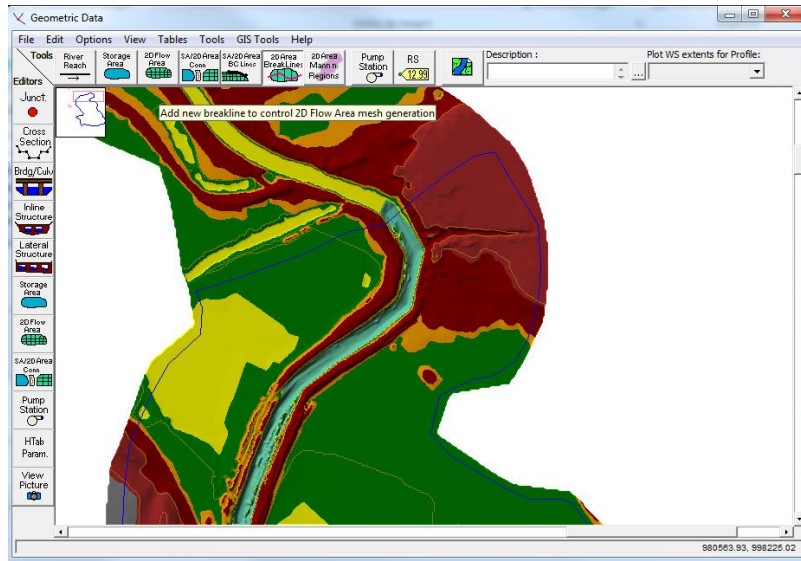 Geometric Data
File Edit Options View Tables Tools GIS Tools Help
Tools
Editors
River
Reach
Storage
Area
2D Flow
Area
SA/2D Area
Conn
SA/2D Area
BC Lines
2D Area
BreakLines
2D Area
Mann n
Regions
Pump
Station
RS
12.99
Description :
...
Plot WS extents for Profile:
Add new breakline to control 2D Flow Area mesh generation
Junct.
Cross
Section
Brdg/Culv
Inline
Structure
Lateral
Structure
Storage
Area
2D Flow
Area
SA/2D Area
Conn
Pump
Station
HTab
Param.
View
Picture
980563.93, 998225.02